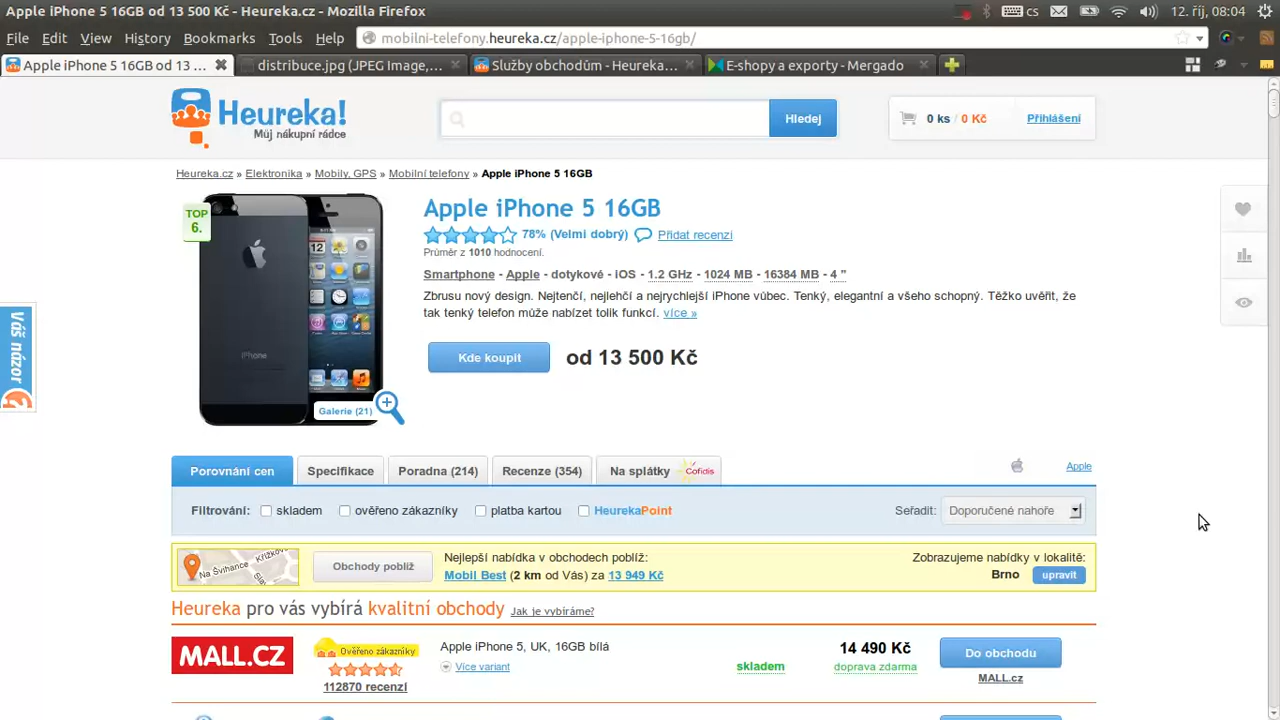 Apple iPhone 5 16GB od 13 500 Kč - Heureka.cz - Mozilla Firefox
cs
12. říj, 08:04
File Edit View History Bookmarks Tools Help
mobilni-telefony.heureka.cz/apple-iphone-5-16gb/
Apple iPhone 5 16GB od 13 ...
distribuce.jpg (JPEG Image,...
Služby obchodům - Heureka...
E-shopy a exporty - Mergado
Heureka!
Můj nákupní rádce
Hledej
0 ks / 0 Kč
Přihlášení
Heureka.cz » Elektronika » Mobily, GPS » Mobilní telefony » Apple iPhone 5 16GB
TOP
6.
Apple iPhone 5 16GB
78% (Velmi dobrý)
Přidat recenzi
Průměr z 1010 hodnocení.
Smartphone - Apple - dotykové - iOS - 1.2 GHz - 1024 MB - 16384 MB - 4 "
Zbrusu nový design. Nejtenčí, nejlehčí a nejrychlejší iPhone vůbec. Tenký, elegantní a všeho schopný. Těžko uvěřit, že
tak tenký telefon může nabízet tolik funkcí. více »
Váš názor
iPhone
Kde koupit
od 13 500 Kč
Galerie (21)
Porovnání cen
Specifikace
Poradna (214)
Recenze (354)
Na splátky
Cofidis
Apple
Filtrování:
skladem
ověřeno zákazníky
platba kartou
HeurekaPoint
Seřadit:
Doporučené nahoře
Na Švihance
Křížkov
Obchody poblíž
Nejlepší nabídka v obchodech poblíž:
Mobil Best (2 km od Vás) za 13 949 Kč
Zobrazujeme nabídky v lokalitě:
Brno
upravit
Heureka pro vás vybírá kvalitní obchody
Jak je vybíráme?
MALL.CZ
Ověřeno zákazníky
112870 recenzí
Apple iPhone 5, UK, 16GB bílá
Více variant
skladem
14 490 Kč
doprava zdarma
Do obchodu
MALL.cz